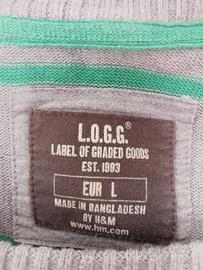 L.O.G.G.®
LABEL OF GRADED GOODS
EST. 1993
EUR L
MADE IN BANGLADESH
BY H&M
www.hm.com